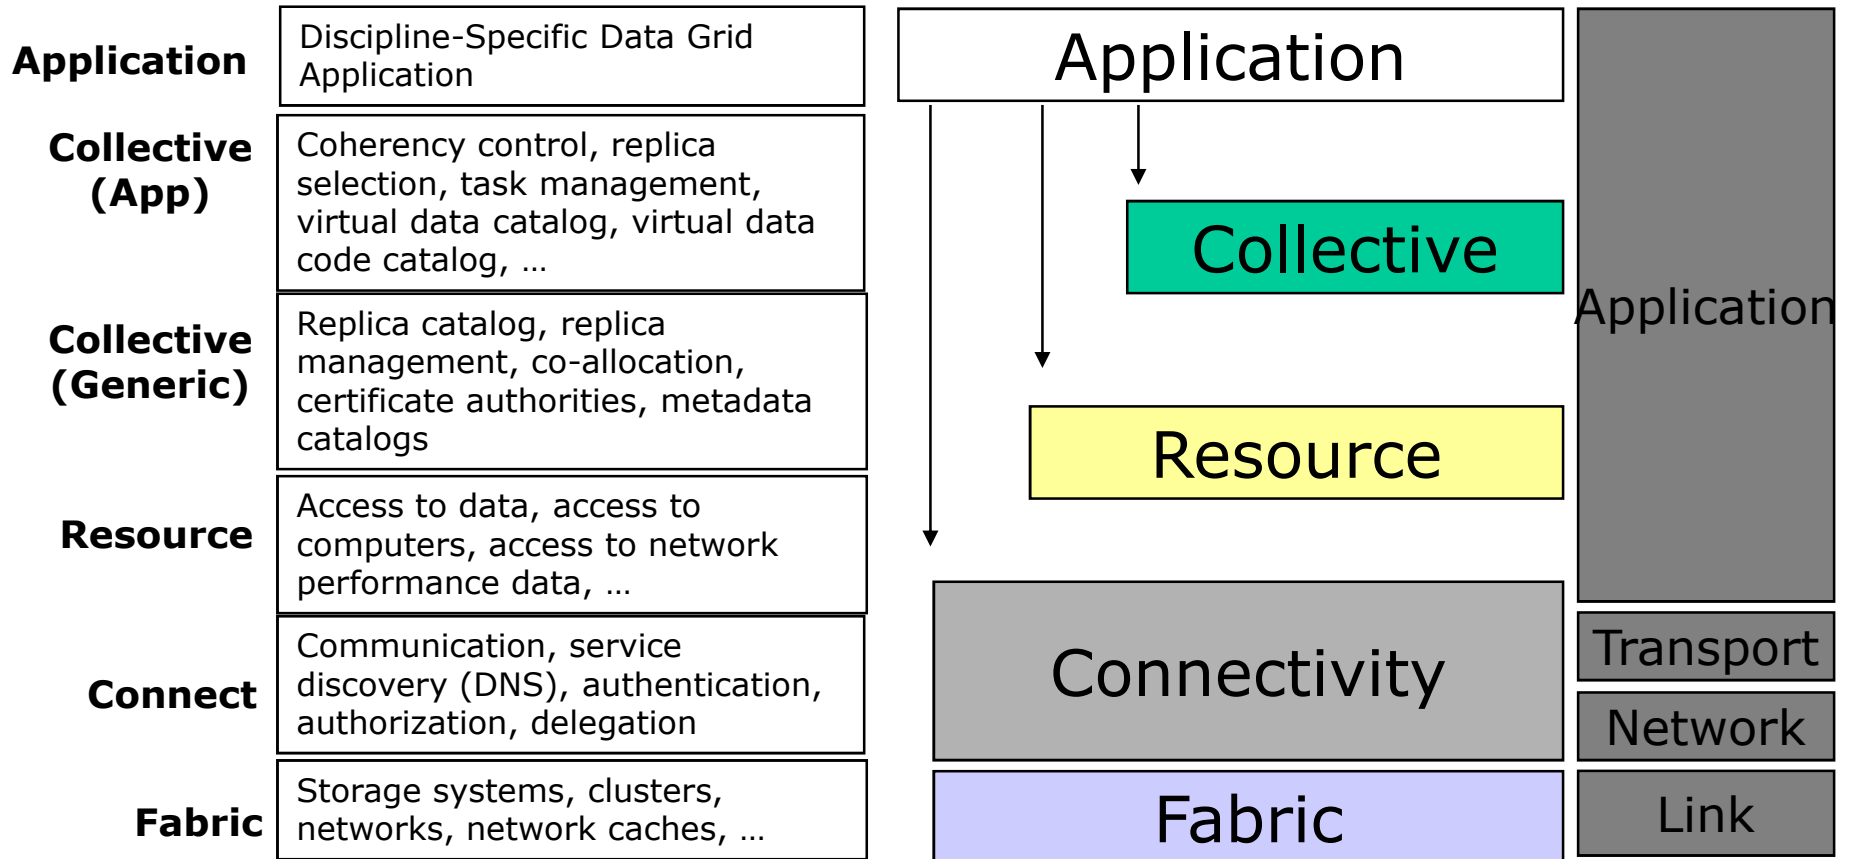 Application
Discipline-Specific Data Grid
Application
Collective
(App)
Coherency control, replica
selection, task management,
virtual data catalog, virtual data
code catalog, …
Collective
(Generic)
Replica catalog, replica
management, co-allocation,
certificate authorities, metadata
catalogs
Resource
Access to data, access to
computers, access to network
performance data, …
Connect
Communication, service
discovery (DNS), authentication,
authorization, delegation
Fabric
Storage systems, clusters,
networks, network caches, …
Application
Collective
Resource
Connectivity
Fabric
Application
Transport
Network
Link